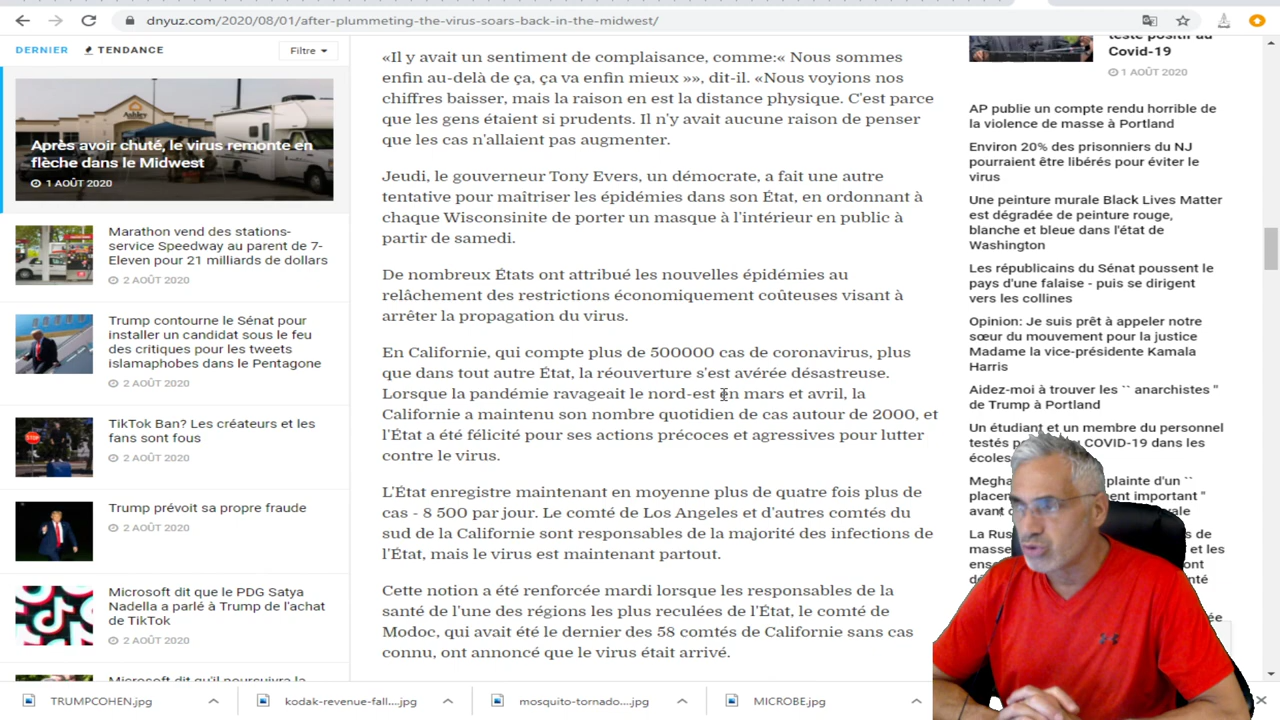 dnyuz.com/2020/08/01/after-plummeting-the-virus-soars-back-in-the-midwest/
DERNIER
TENDANCE
Filtre
Ashley
Après avoir chuté, le virus remonte en
flèche dans le Midwest
1 AOÛT 2020
Marathon vend des stations-
service Speedway au parent de 7-
Eleven pour 21 milliards de dollars
2 AOÛT 2020
Trump contourne le Sénat pour
installer un candidat sous le feu
des critiques pour les tweets
islamaphobes dans le Pentagone
2 AOÛT 2020
STOP
TikTok Ban? Les créateurs et les
fans sont fous
2 AOÛT 2020
Trump prévoit sa propre fraude
2 AOÛT 2020
Microsoft dit que le PDG Satya
Nadella a parlé à Trump de l'achat
de TikTok
2 AOÛT 2020
Microsoft dit qu'il poursuivra la
«Il y avait un sentiment de complaisance, comme:« Nous sommes
enfin au-delà de ça, ça va enfin mieux »», dit-il. «Nous voyions nos
chiffres baisser, mais la raison en est la distance physique. C'est parce
que les gens étaient si prudents. Il n'y avait aucune raison de penser
que les cas n'allaient pas augmenter.
Jeudi, le gouverneur Tony Evers, un démocrate, a fait une autre
tentative pour maîtriser les épidémies dans son État, en ordonnant à
chaque Wisconsinite de porter un masque à l'intérieur en public à
partir de samedi.
De nombreux États ont attribué les nouvelles épidémies au
relâchement des restrictions économiquement coûteuses visant à
arrêter la propagation du virus.
En Californie, qui compte plus de 500000 cas de coronavirus, plus
que dans tout autre État, la réouverture s'est avérée désastreuse.
Lorsque la pandémie ravageait le nord-est en mars et avril, la
Californie a maintenu son nombre quotidien de cas autour de 2000, et
l'État a été félicité pour ses actions précoces et agressives pour lutter
contre le virus.
L'État enregistre maintenant en moyenne plus de quatre fois plus de
cas - 8 500 par jour. Le comté de Los Angeles et d'autres comtés du
sud de la Californie sont responsables de la majorité des infections de
l'État, mais le virus est maintenant partout.
Cette notion a été renforcée mardi lorsque les responsables de la
santé de l'une des régions les plus reculées de l'État, le comté de
Modoc, qui avait été le dernier des 58 comtés de Californie sans cas
connu, ont annoncé que le virus était arrivé.
testé positif au
Covid-19
1 AOÛT 2020
AP publie un compte rendu horrible de
la violence de masse à Portland
Environ 20% des prisonniers du NJ
pourraient être libérés pour éviter le
virus
Une peinture murale Black Lives Matter
est dégradée de peinture rouge,
blanche et bleue dans l'état de
Washington
Les républicains du Sénat poussent le
pays d'une falaise - puis se dirigent
vers les collines
Opinion: Je suis prêt à appeler notre
sœur du mouvement pour la justice
Madame la vice-présidente Kamala
Harris
Aidez-moi à trouver les `` anarchistes ''
de Trump à Portland
Un étudiant et un membre du personnel
testés COVID-19 dans les
écoles
plainte d'un ``
important ''
La
de
et les
TRUMPCOHEN.jpg
kodak-revenue-fall....jpg
mosquito-tornado....jpg
MICROBE.jpg